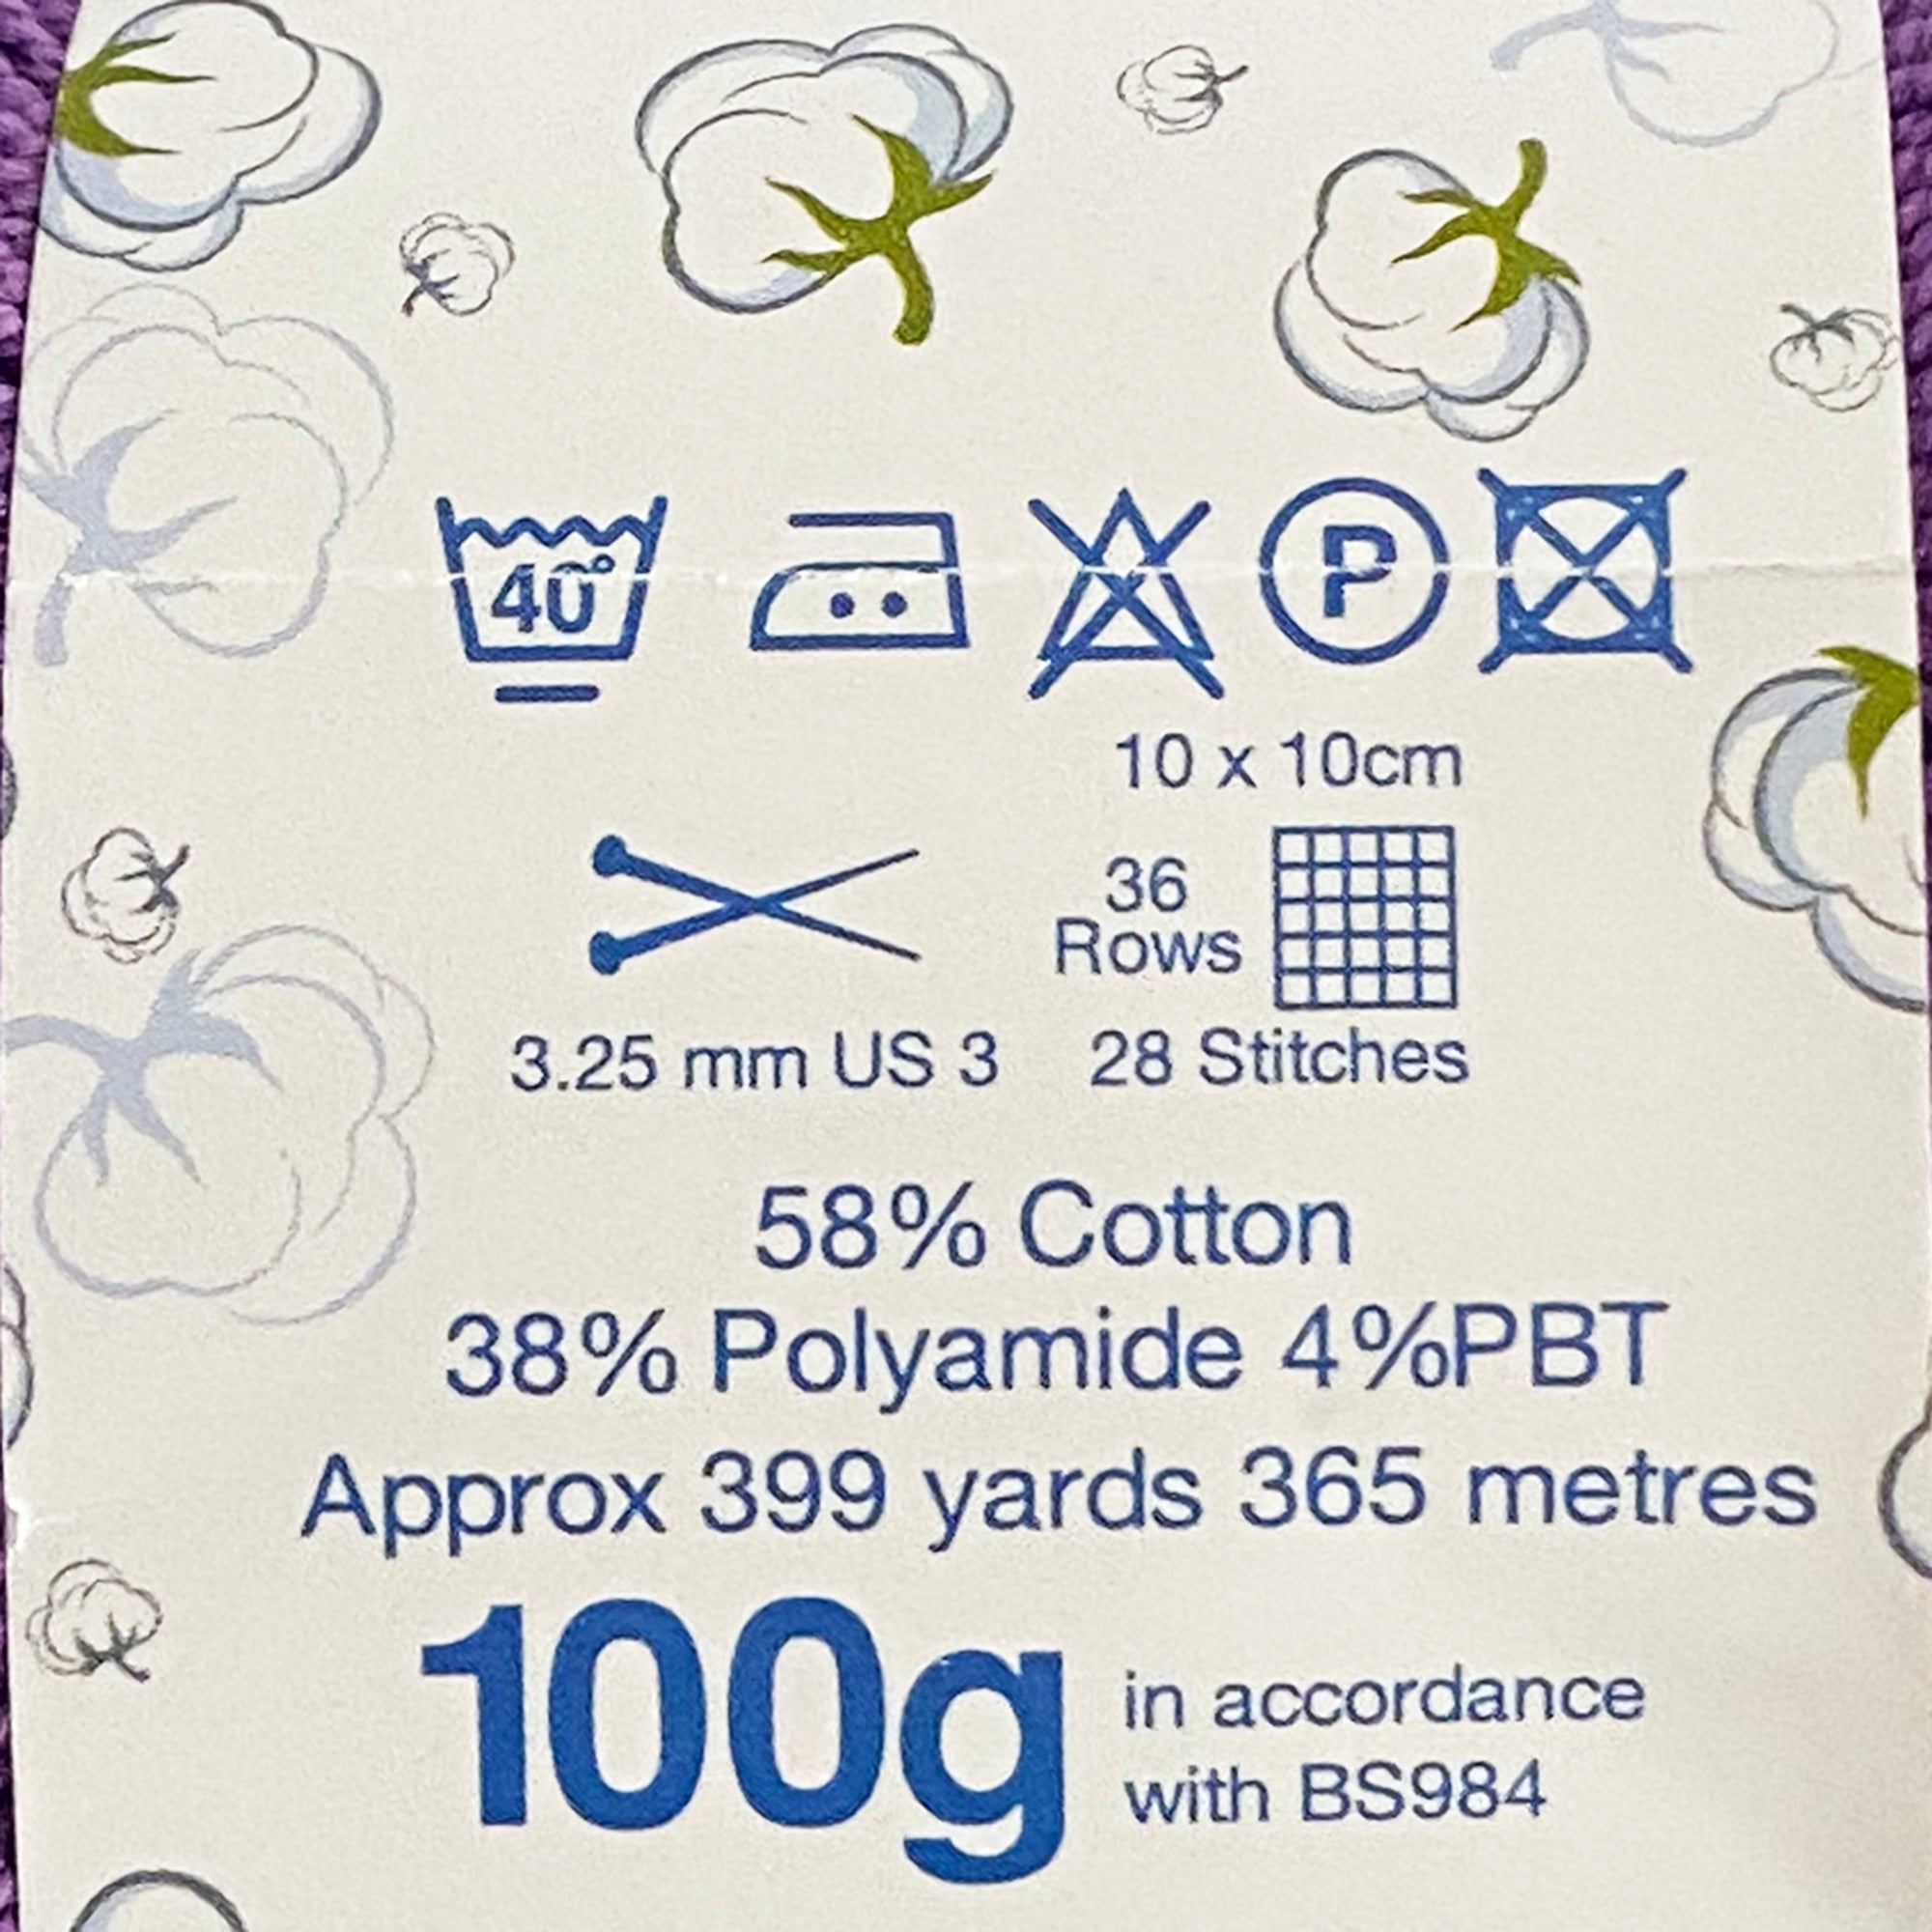 40°
P
10 x 10cm
36
Rows
3.25 mm US 3
28 Stitches
58% Cotton
38% Polyamide 4%PBT
Approx 399 yards 365 metres
100g
in accordance
with BS984